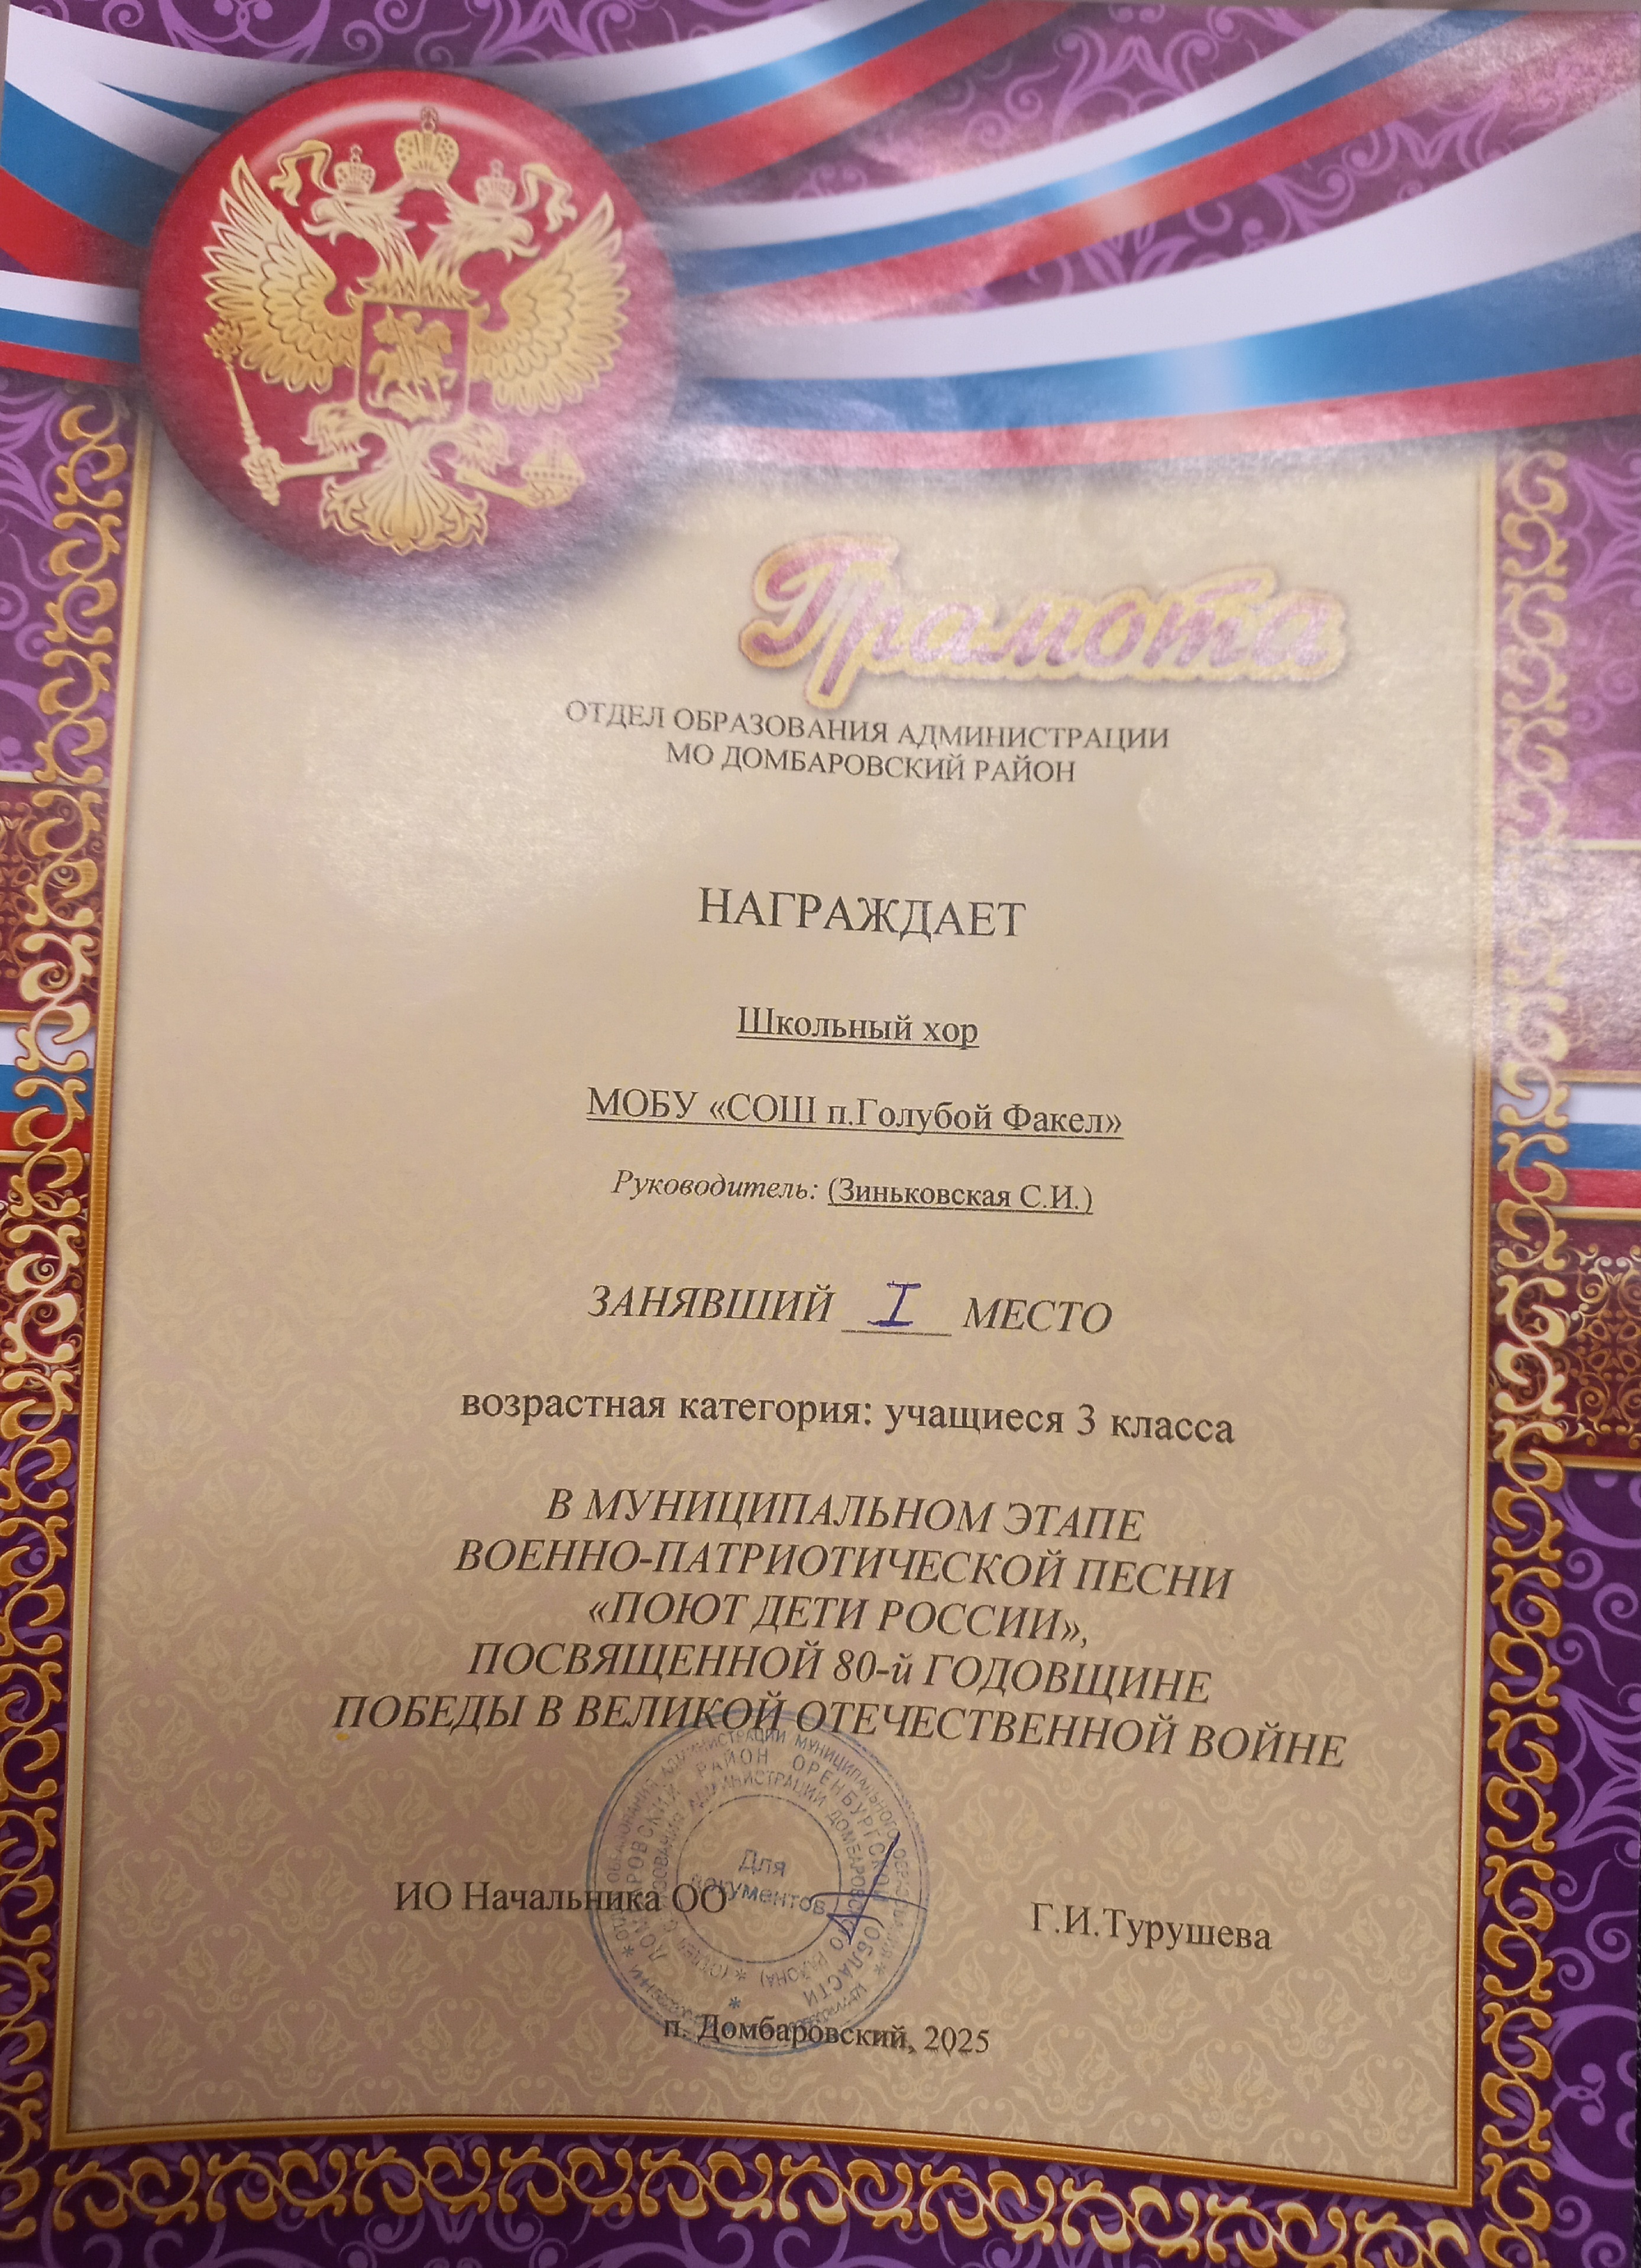 Грамота
ОТДЕЛ ОБРАЗОВАНИЯ АДМИНИСТРАЦИИ
МО ДОМБАРОВСКИЙ РАЙОН
НАГРАЖДАЕТ
Школьный хор
МОБУ «СОШ п.Голубой Факел»
Руководитель: (Зиньковская С.И.)
ЗАНЯВШИЙ I МЕСТО
возрастная категория: учащиеся 3 класса
В МУНИЦИПАЛЬНОМ ЭТАПЕ
ВОЕННО-ПАТРИОТИЧЕСКОЙ ПЕСНИ
«ПОЮТ ДЕТИ РОССИИ»,
ПОСВЯЩЕННОЙ 80-й ГОДОВЩИНЕ
ПОБЕДЫ В ВЕЛИКОЙ ОТЕЧЕСТВЕННОЙ ВОЙНЕ
Для
документов
ИО Начальника ОО Г.И.Турушева
п. Домбаровский, 2025